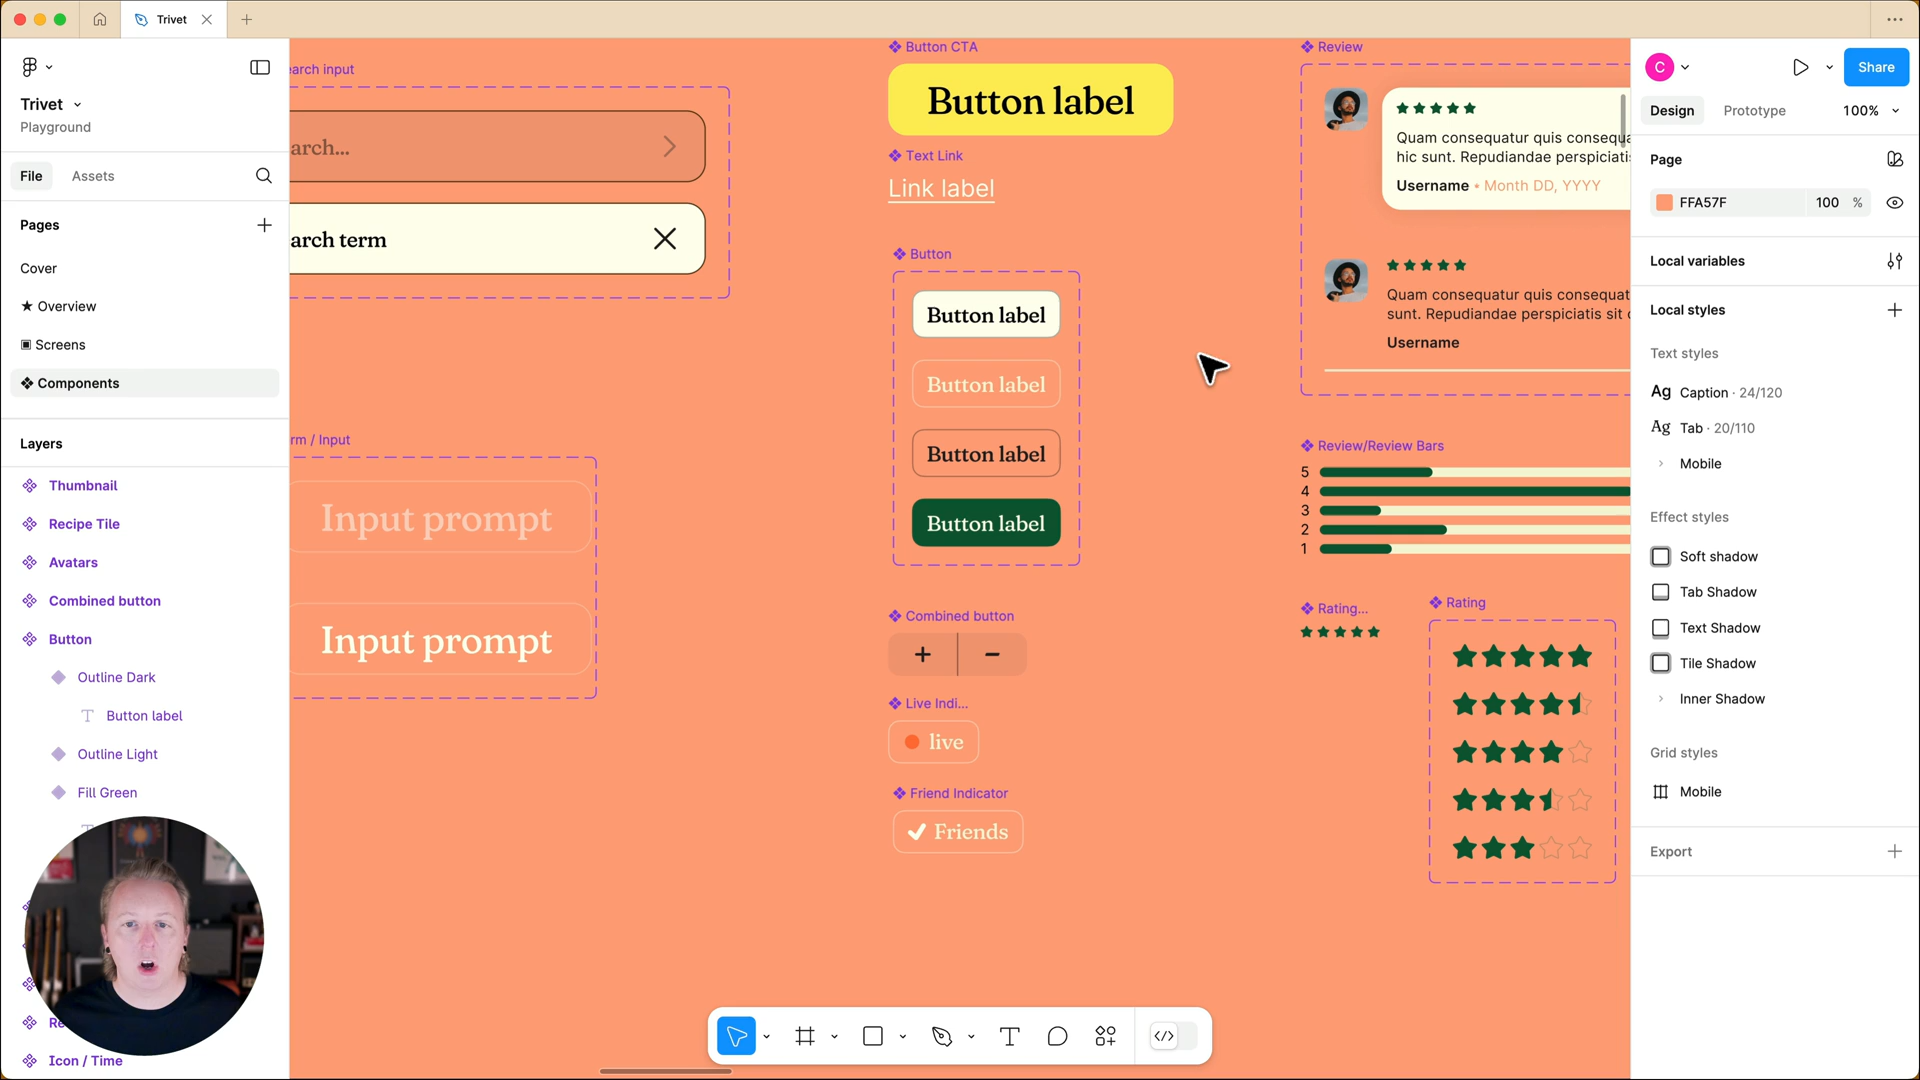 Trivet
Trivet
Playground
File
Assets
Pages
Cover
★ Overview
Screens
Components
Layers
Thumbnail
Recipe Tile
Avatars
Combined button
Button
Outline Dark
Button label
Outline Light
Fill Green
Icon / Time
earch input
arch...
arch term
rm / Input
Input prompt
Input prompt
Button CTA
Button label
Text Link
Link label
Button
Button label
Button label
Button label
Button label
Combined button
+ −
Live Indi...
live
Friend Indicator
Friends
Review
Quam consequatur quis consequa
hic sunt. Repudiandae perspiciati
Username • Month DD, YYYY
Quam consequatur quis consequat
sunt. Repudiandae perspiciatis sit
Username
Review/Review Bars
5
4
3
2
1
Rating...
Rating
C
Share
Design
Prototype
100%
Page
FFA57F
100 %
Local variables
Local styles
Text styles
Ag Caption · 24/120
Ag Tab · 20/110
Mobile
Effect styles
Soft shadow
Tab Shadow
Text Shadow
Tile Shadow
Inner Shadow
Grid styles
Mobile
Export